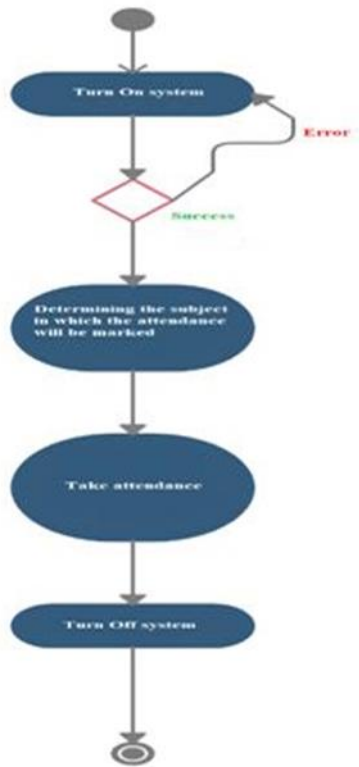 Turn On system
Error
Success
Determining the subject
in which the attendance
will be marked
Take attendance
Turn Off system